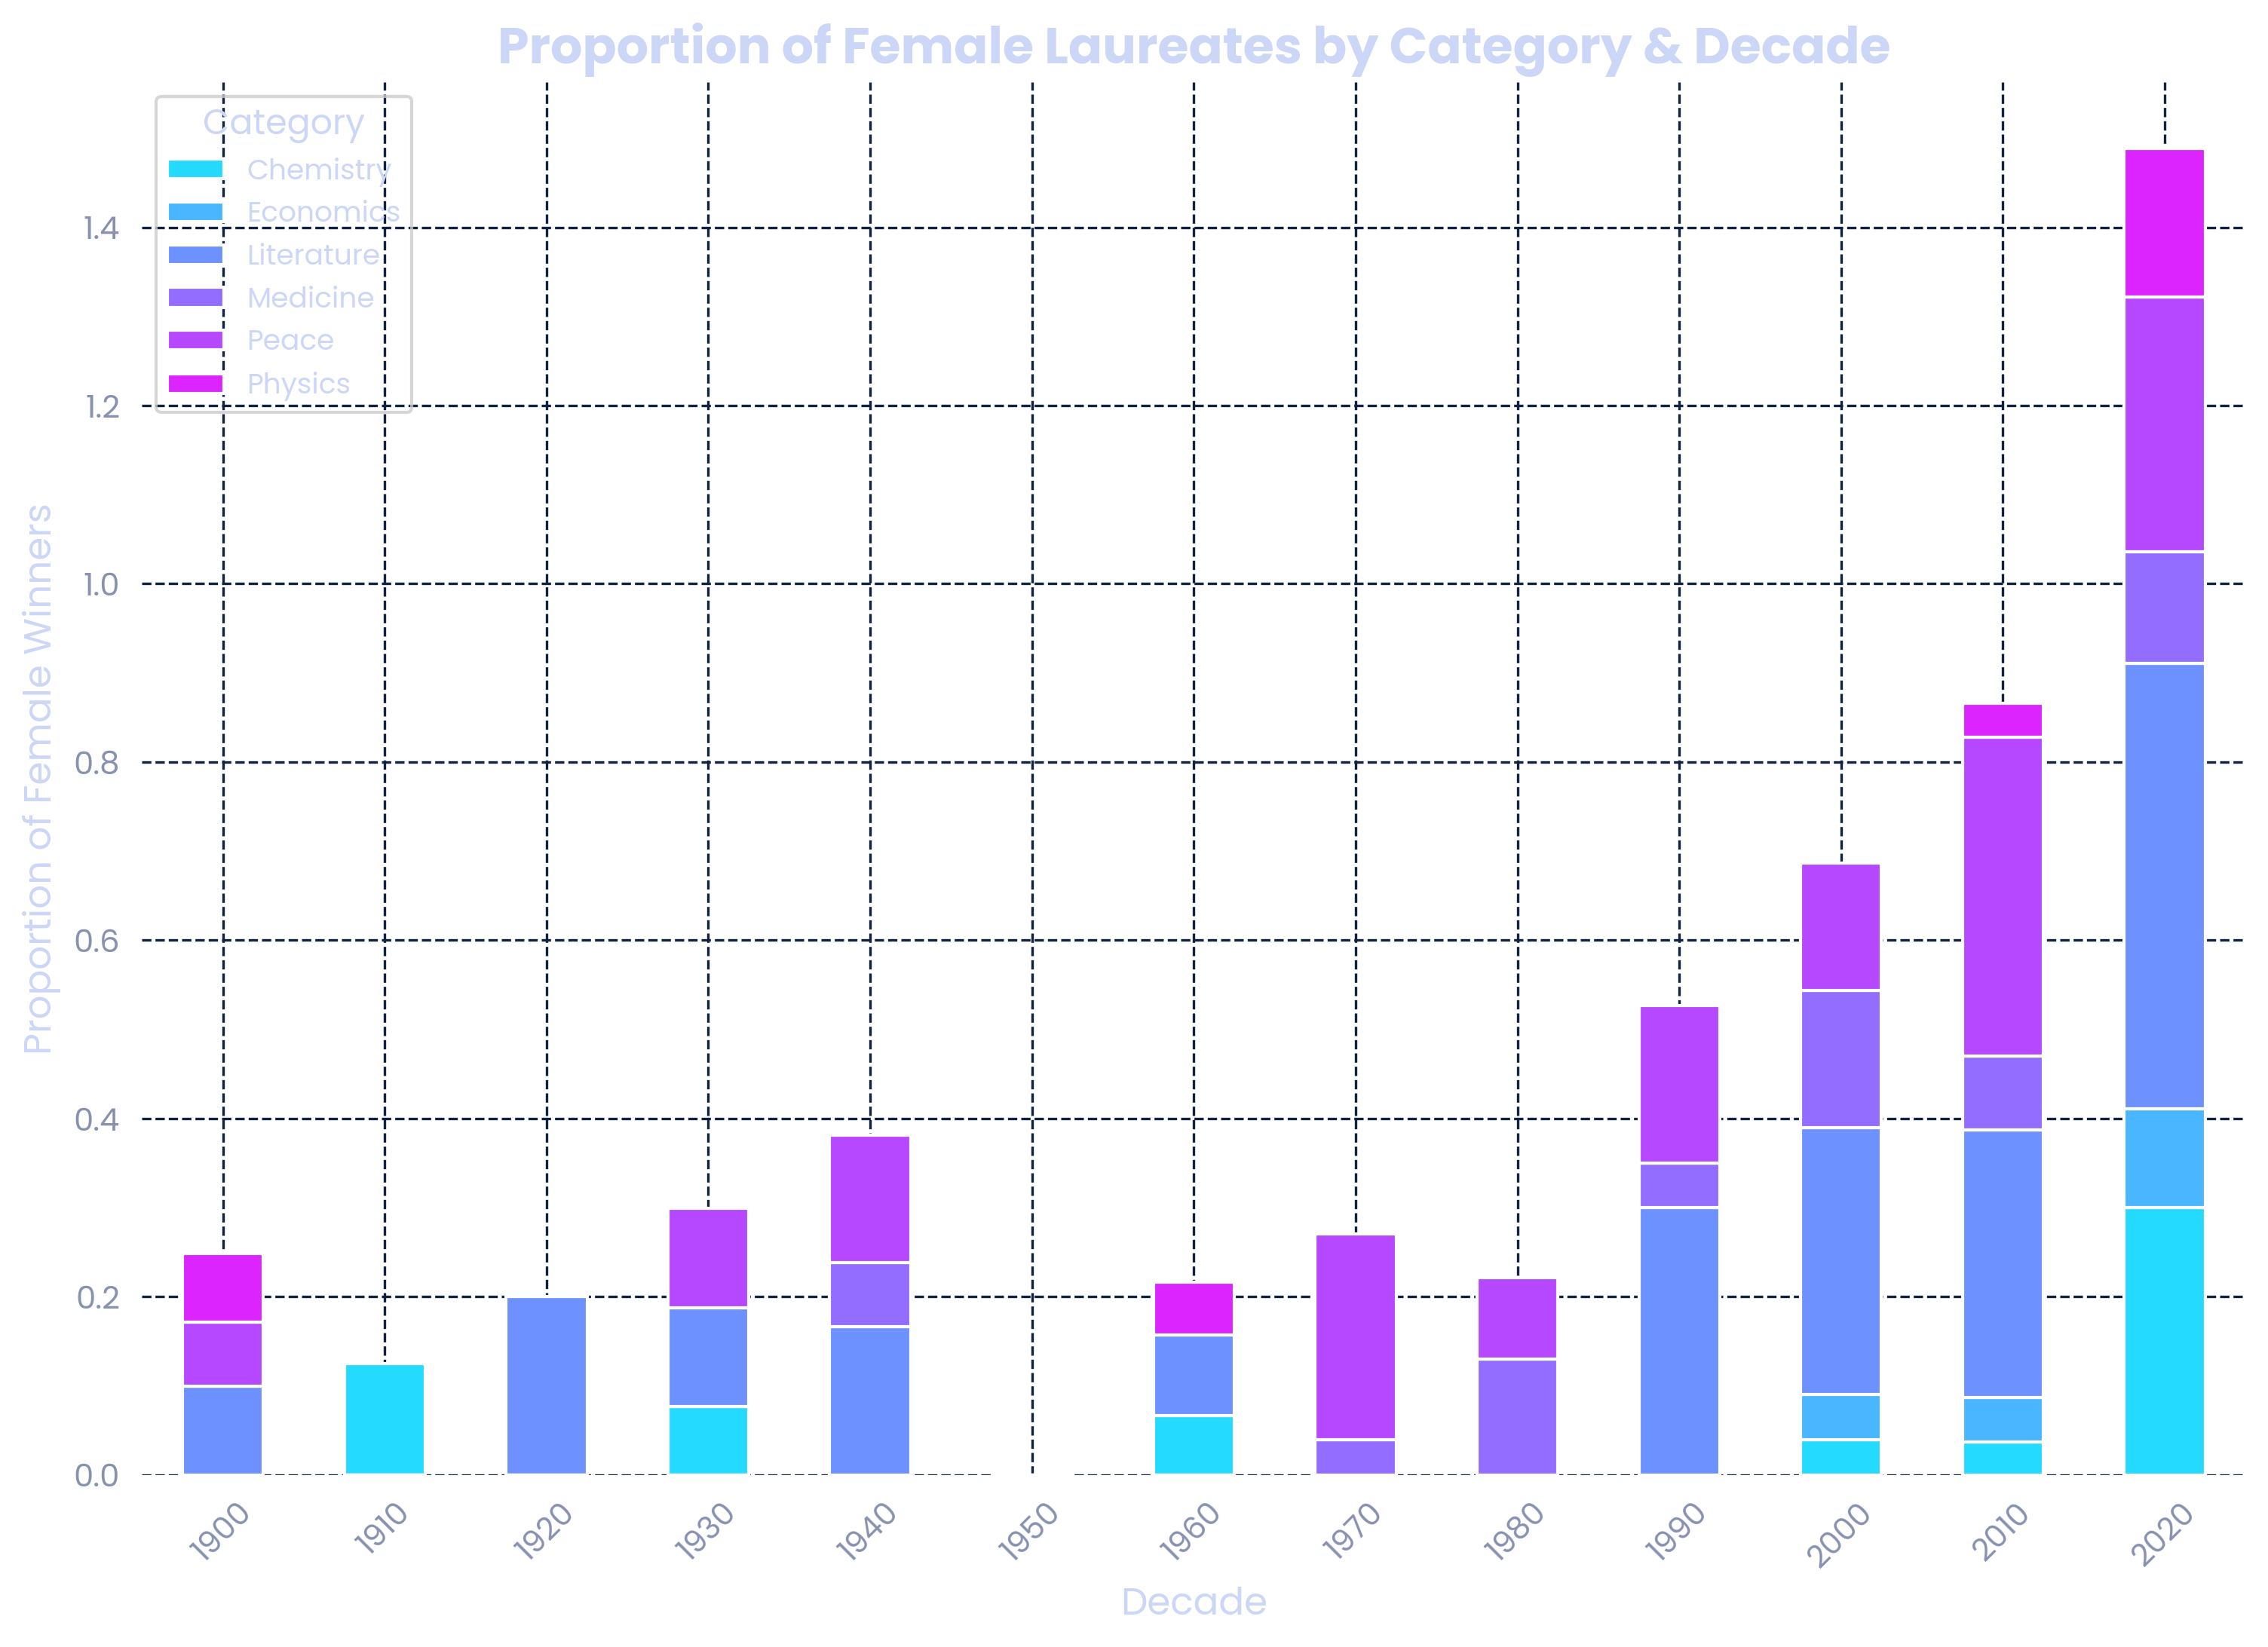 Proportion of Female Laureates by Category & Decade
Category
Chemistry
Economics
Literature
Medicine
Peace
Physics
Proportion of Female Winners
1.4
1.2
1.0
0.8
0.6
0.4
0.2
0.0
1900
1910
1920
1930
1940
1950
1960
1970
1980
1990
2000
2010
2020
Decade